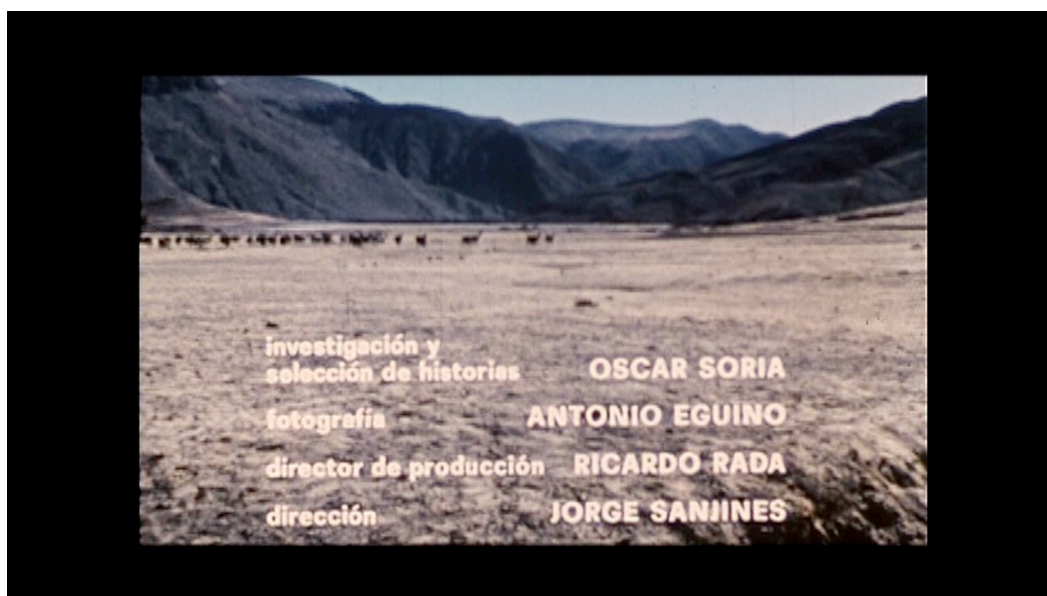 investigación y
selección de historias OSCAR SORIA
fotografía ANTONIO EGUINO
director de producción RICARDO RADA
dirección JORGE SANJINES